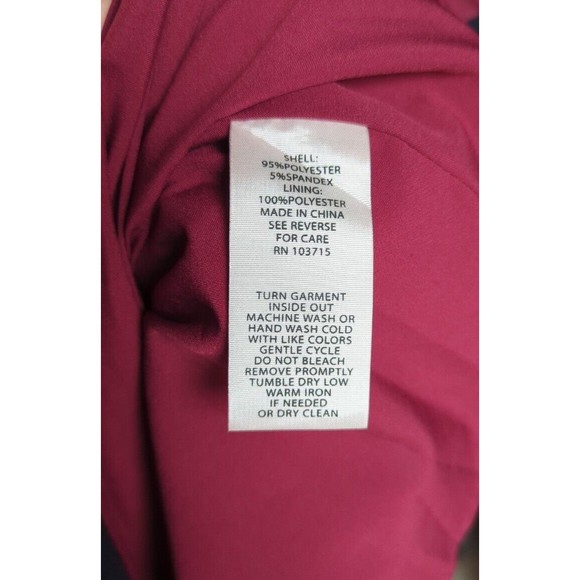 SHELL:
95%POLYESTER
5%SPANDEX
LINING:
100%POLYESTER
MADE IN CHINA
SEE REVERSE
FOR CARE
RN 103715
TURN GARMENT
INSIDE OUT
MACHINE WASH OR
HAND WASH COLD
WITH LIKE COLORS
GENTLE CYCLE
DO NOT BLEACH
REMOVE PROMPTLY
TUMBLE DRY LOW
WARM IRON
IF NEEDED
OR DRY CLEAN